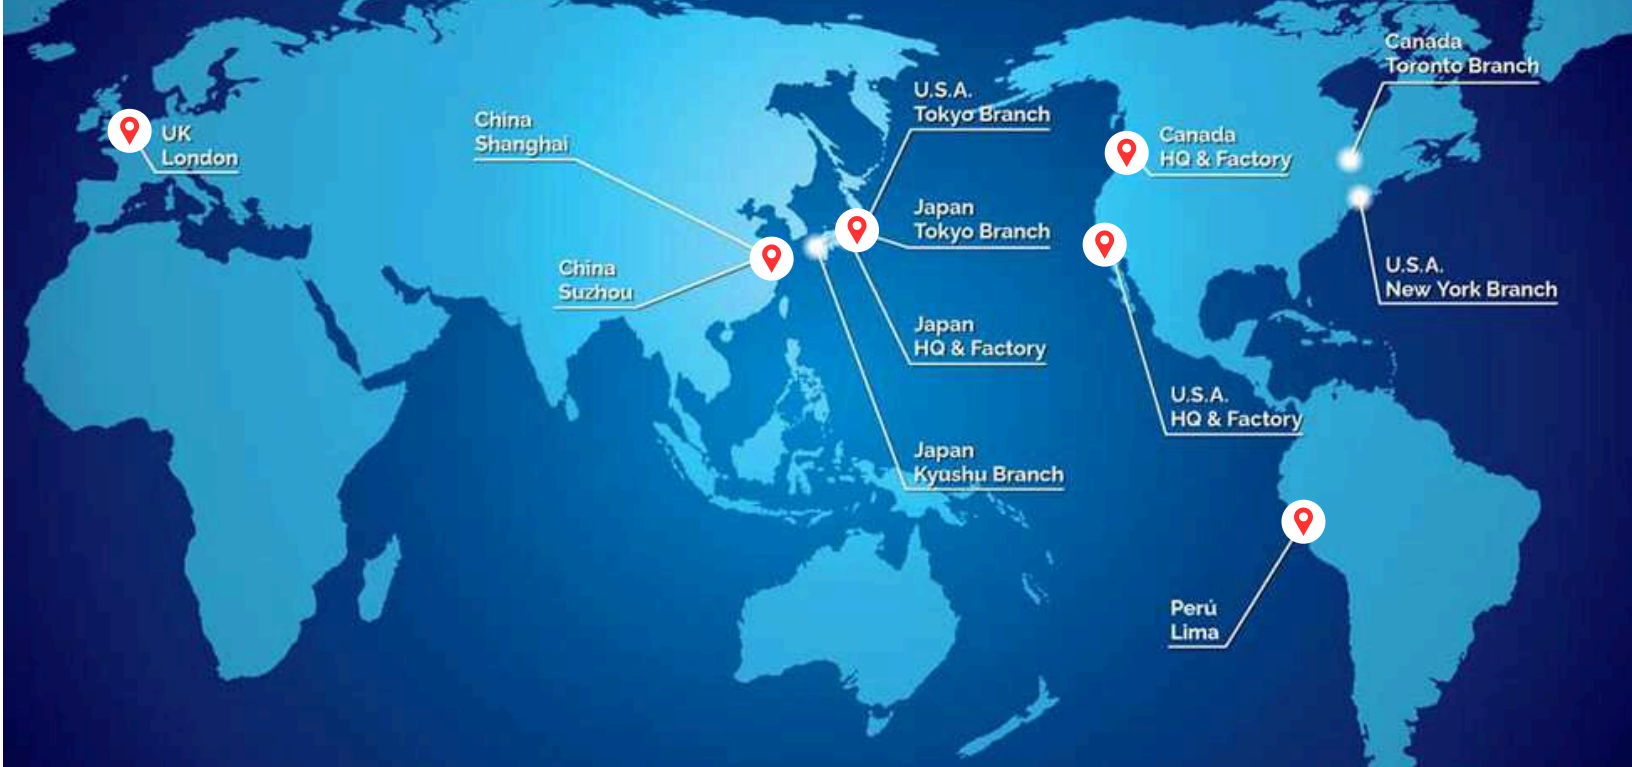 UK
London
China
Shanghai
China
Suzhou
U.S.A.
Tokyo Branch
Japan
Tokyo Branch
Japan
HQ & Factory
Japan
Kyushu Branch
Canada
HQ & Factory
Canada
Toronto Branch
U.S.A.
New York Branch
U.S.A.
HQ & Factory
Perú
Lima